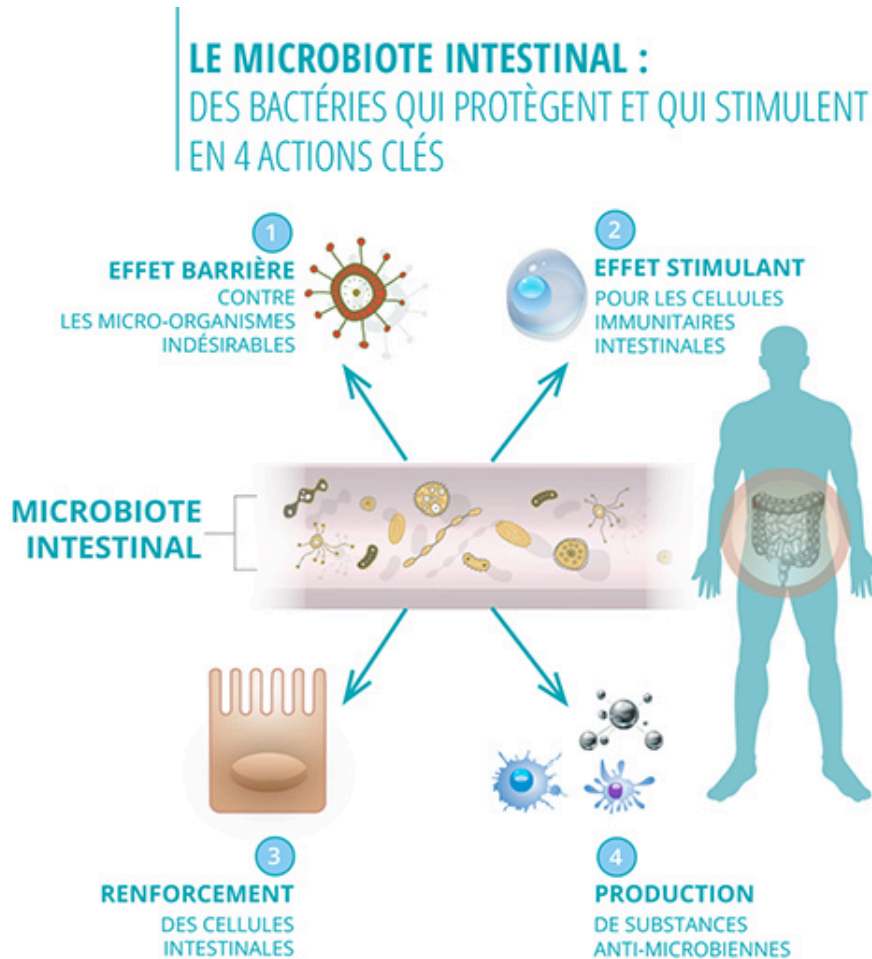 LE MICROBIOTE INTESTINAL :
DES BACTÉRIES QUI PROTÈGENT ET QUI STIMULENT
EN 4 ACTIONS CLÉS
1
EFFET BARRIÈRE
CONTRE
LES MICRO-ORGANISMES
INDÉSIRABLES
2
EFFET STIMULANT
POUR LES CELLULES
IMMUNITAIRES
INTESTINALES
MICROBIOTE
INTESTINAL
3
RENFORCEMENT
DES CELLULES
INTESTINALES
4
PRODUCTION
DE SUBSTANCES
ANTI-MICROBIENNES